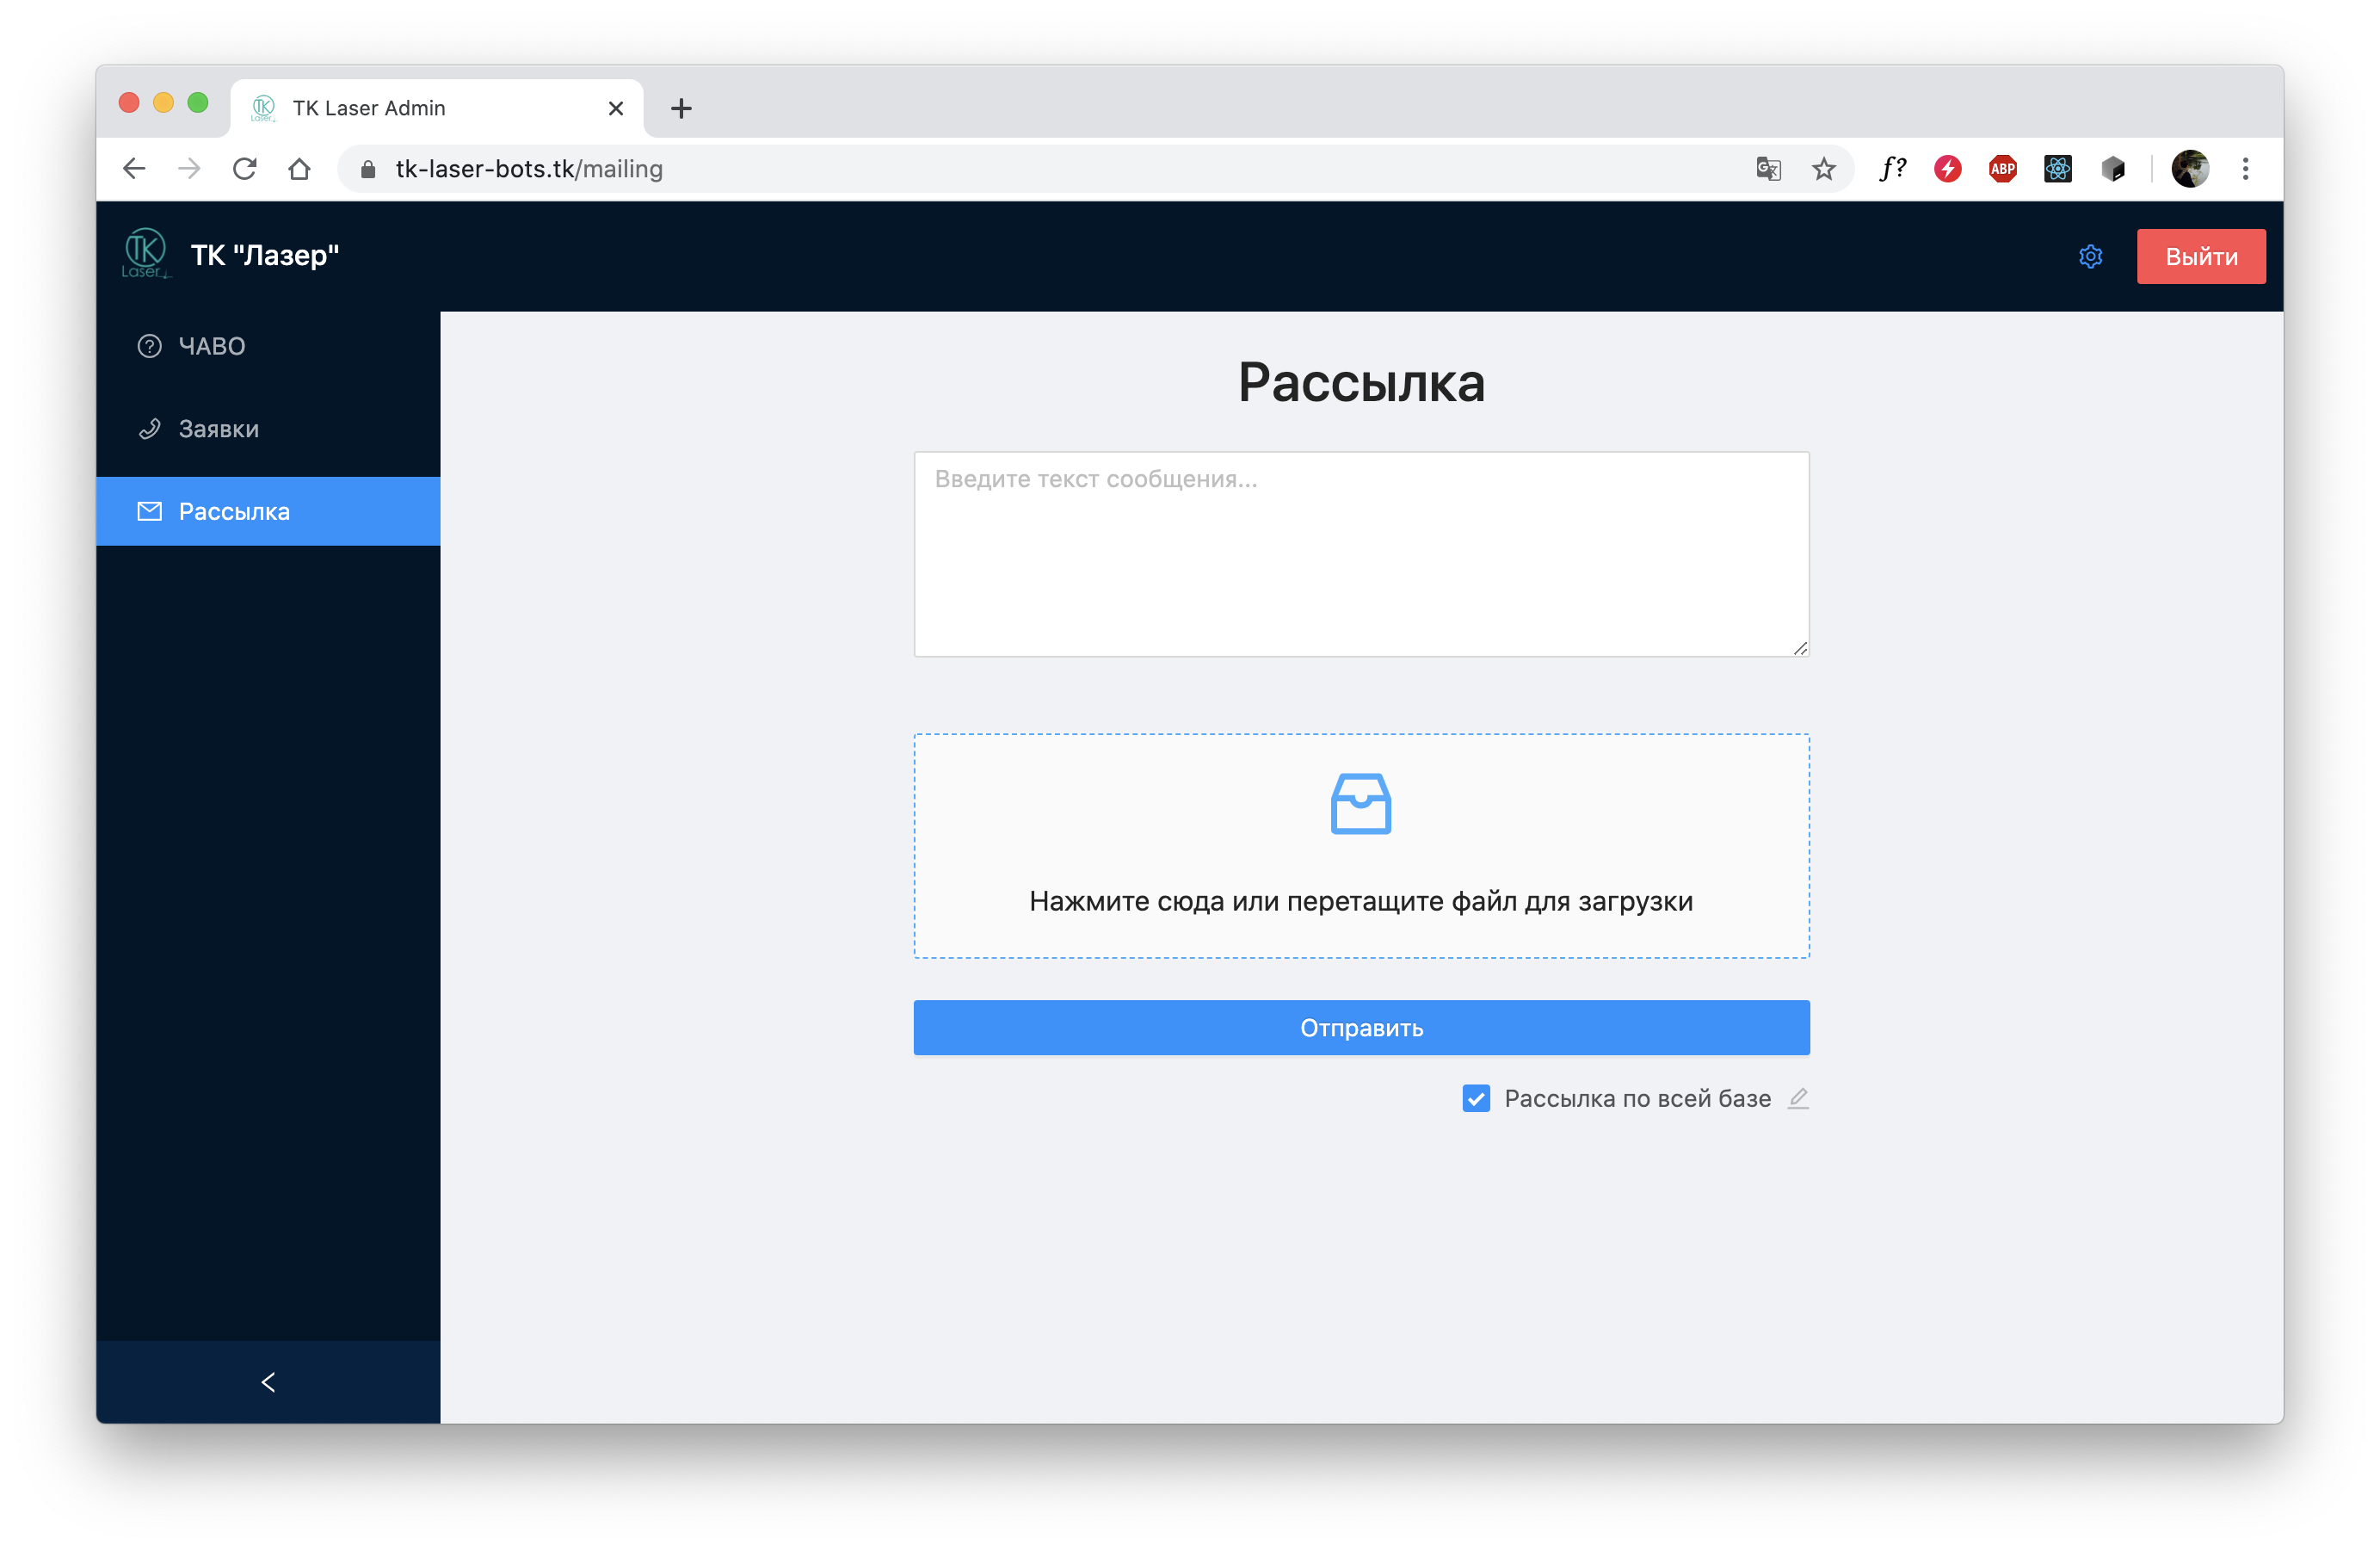 TK Laser Admin
tk-laser-bots.tk/mailing
f?
ABP
TK
Laser
ТК "Лазер"
Выйти
ЧАВО
Заявки
Рассылка
Рассылка
Введите текст сообщения...
Нажмите сюда или перетащите файл для загрузки
Отправить
Рассылка по всей базе